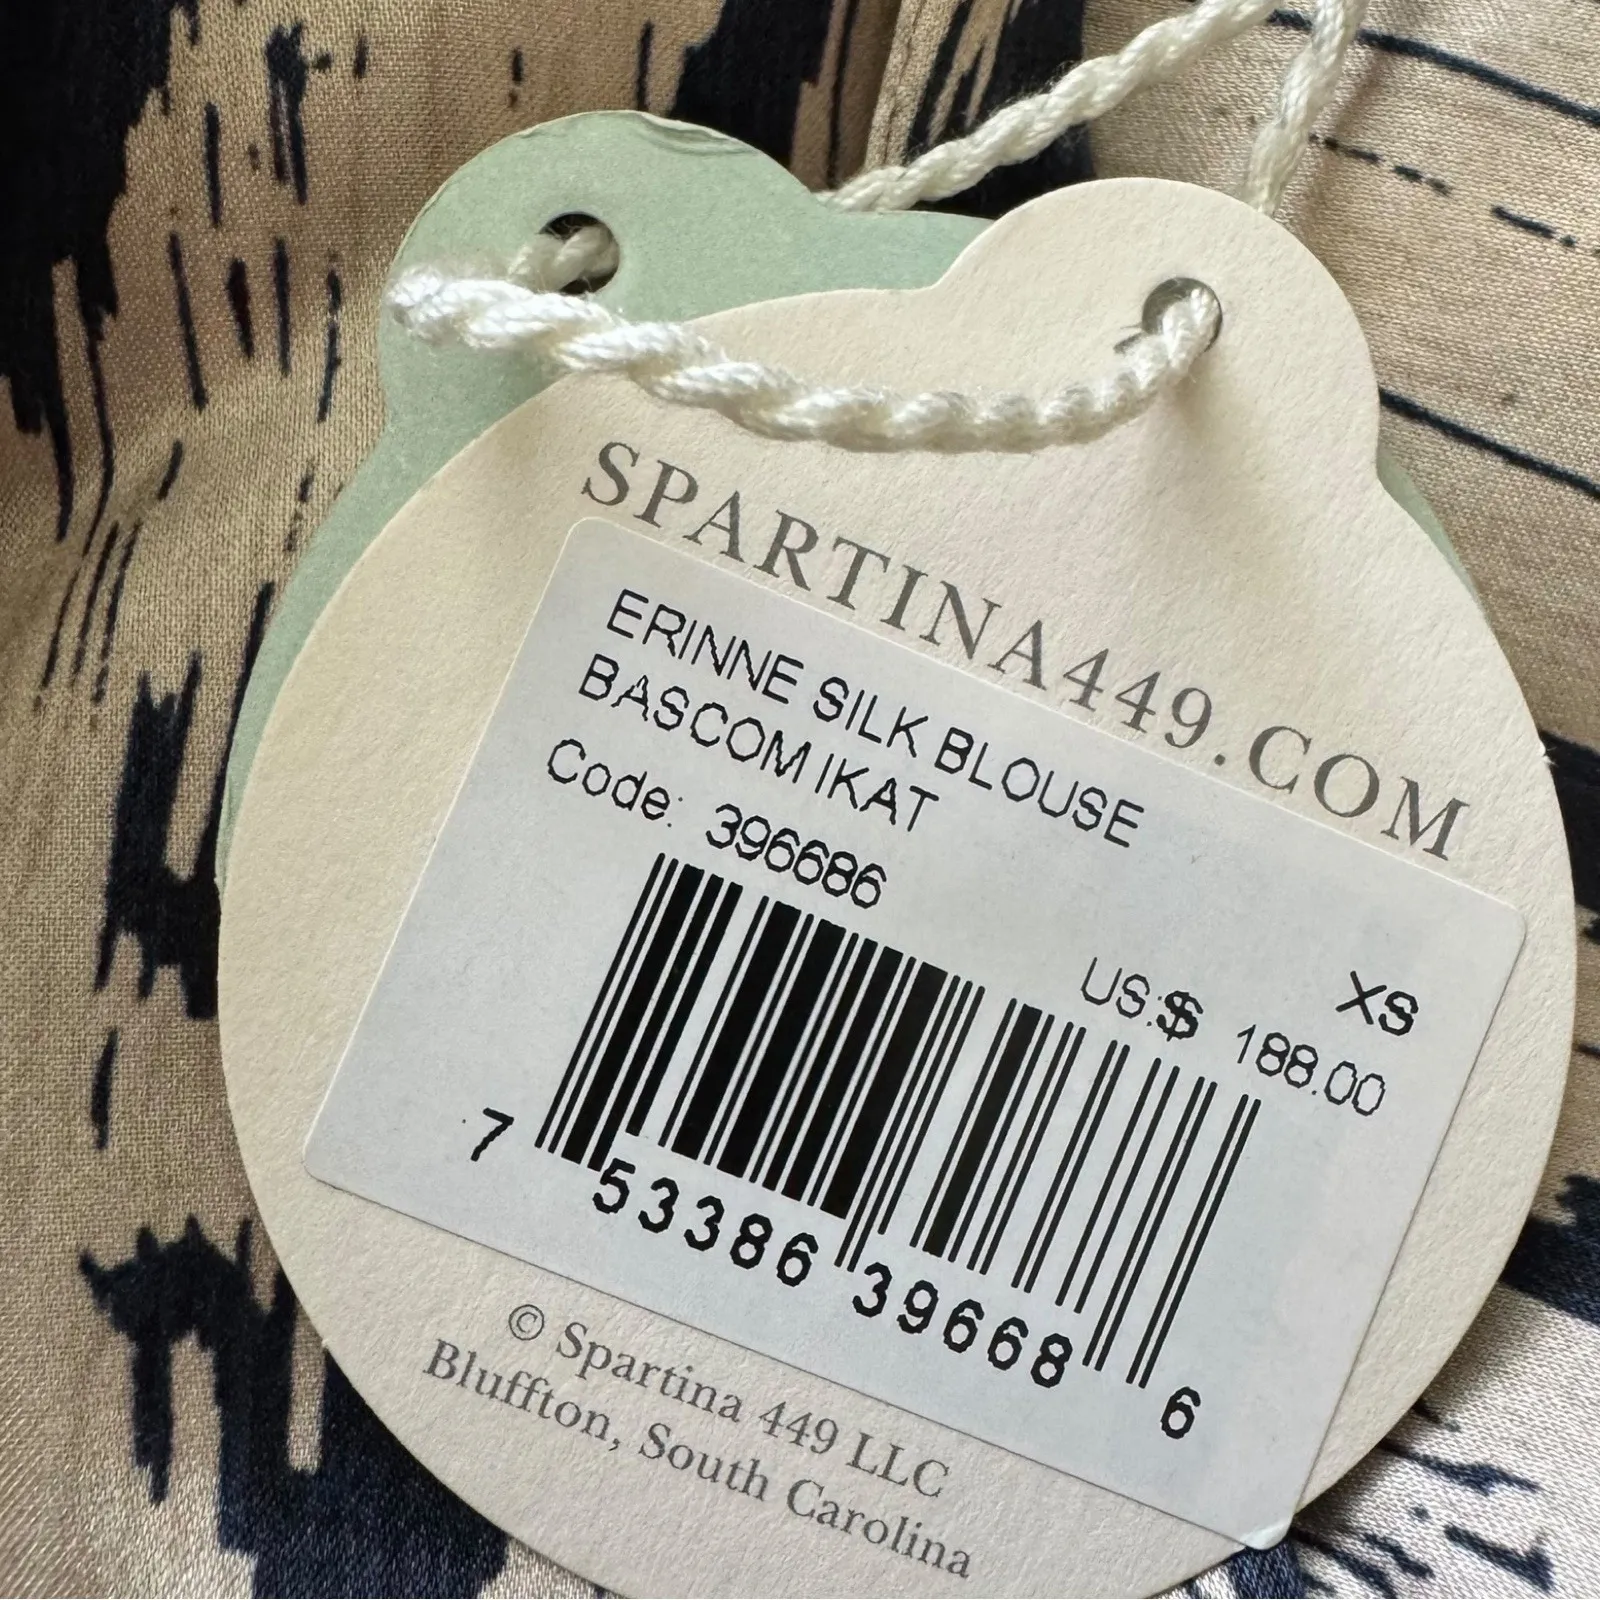 SPARTINA449.COM
ERINNE SILK BLOUSE
BASCOM IKAT
Code: 396686
XS
US:$ 188.00
7 53386 39668 6
© Spartina 449 LLC
Bluffton, South Carolina